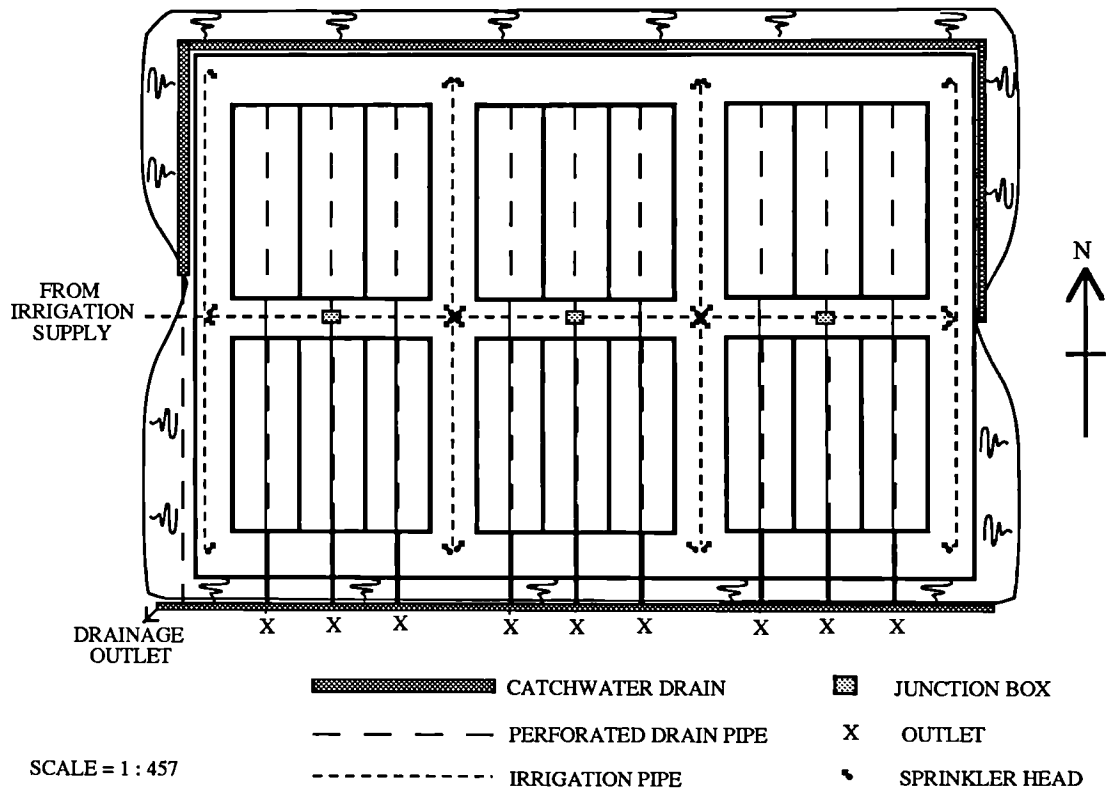 N
FROM
IRRIGATION
SUPPLY
X X X X X X X X X
DRAINAGE
OUTLET
CATCHWATER DRAIN
JUNCTION BOX
PERFORATED DRAIN PIPE
X OUTLET
SCALE = 1 : 457
IRRIGATION PIPE
SPRINKLER HEAD